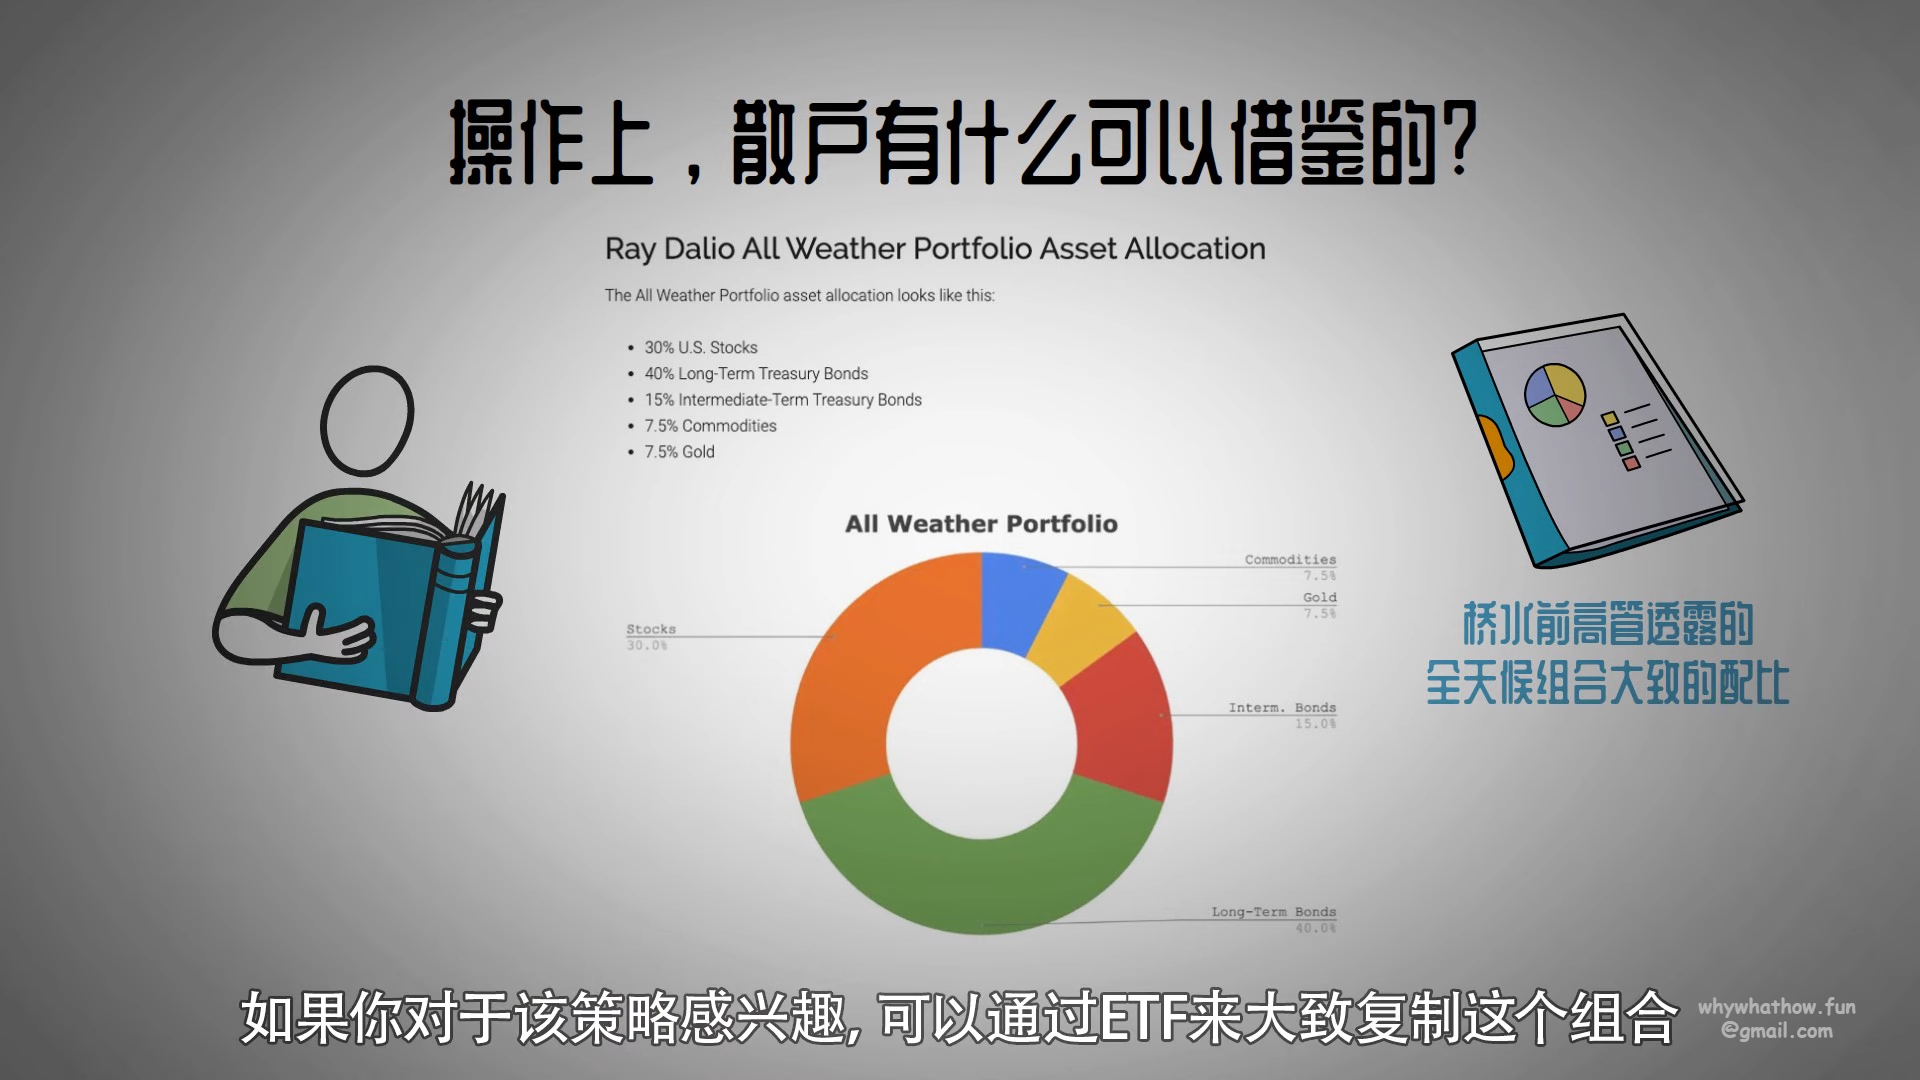 操作上，散户有什么可以借鉴的?
Ray Dalio All Weather Portfolio Asset Allocation
The All Weather Portfolio asset allocation looks like this:
• 30% U.S. Stocks
• 40% Long-Term Treasury Bonds
• 15% Intermediate-Term Treasury Bonds
• 7.5% Commodities
• 7.5% Gold
All Weather Portfolio
Commodities
7.5%
Gold
7.5%
Stocks
30.0%
Interm. Bonds
15.0%
Long-Term Bonds
40.0%
桥水前高管透露的
全天候组合大致的配比
如果你对于该策略感兴趣, 可以通过ETF来大致复制这个组合
whywhathow.fun
@gmail.com